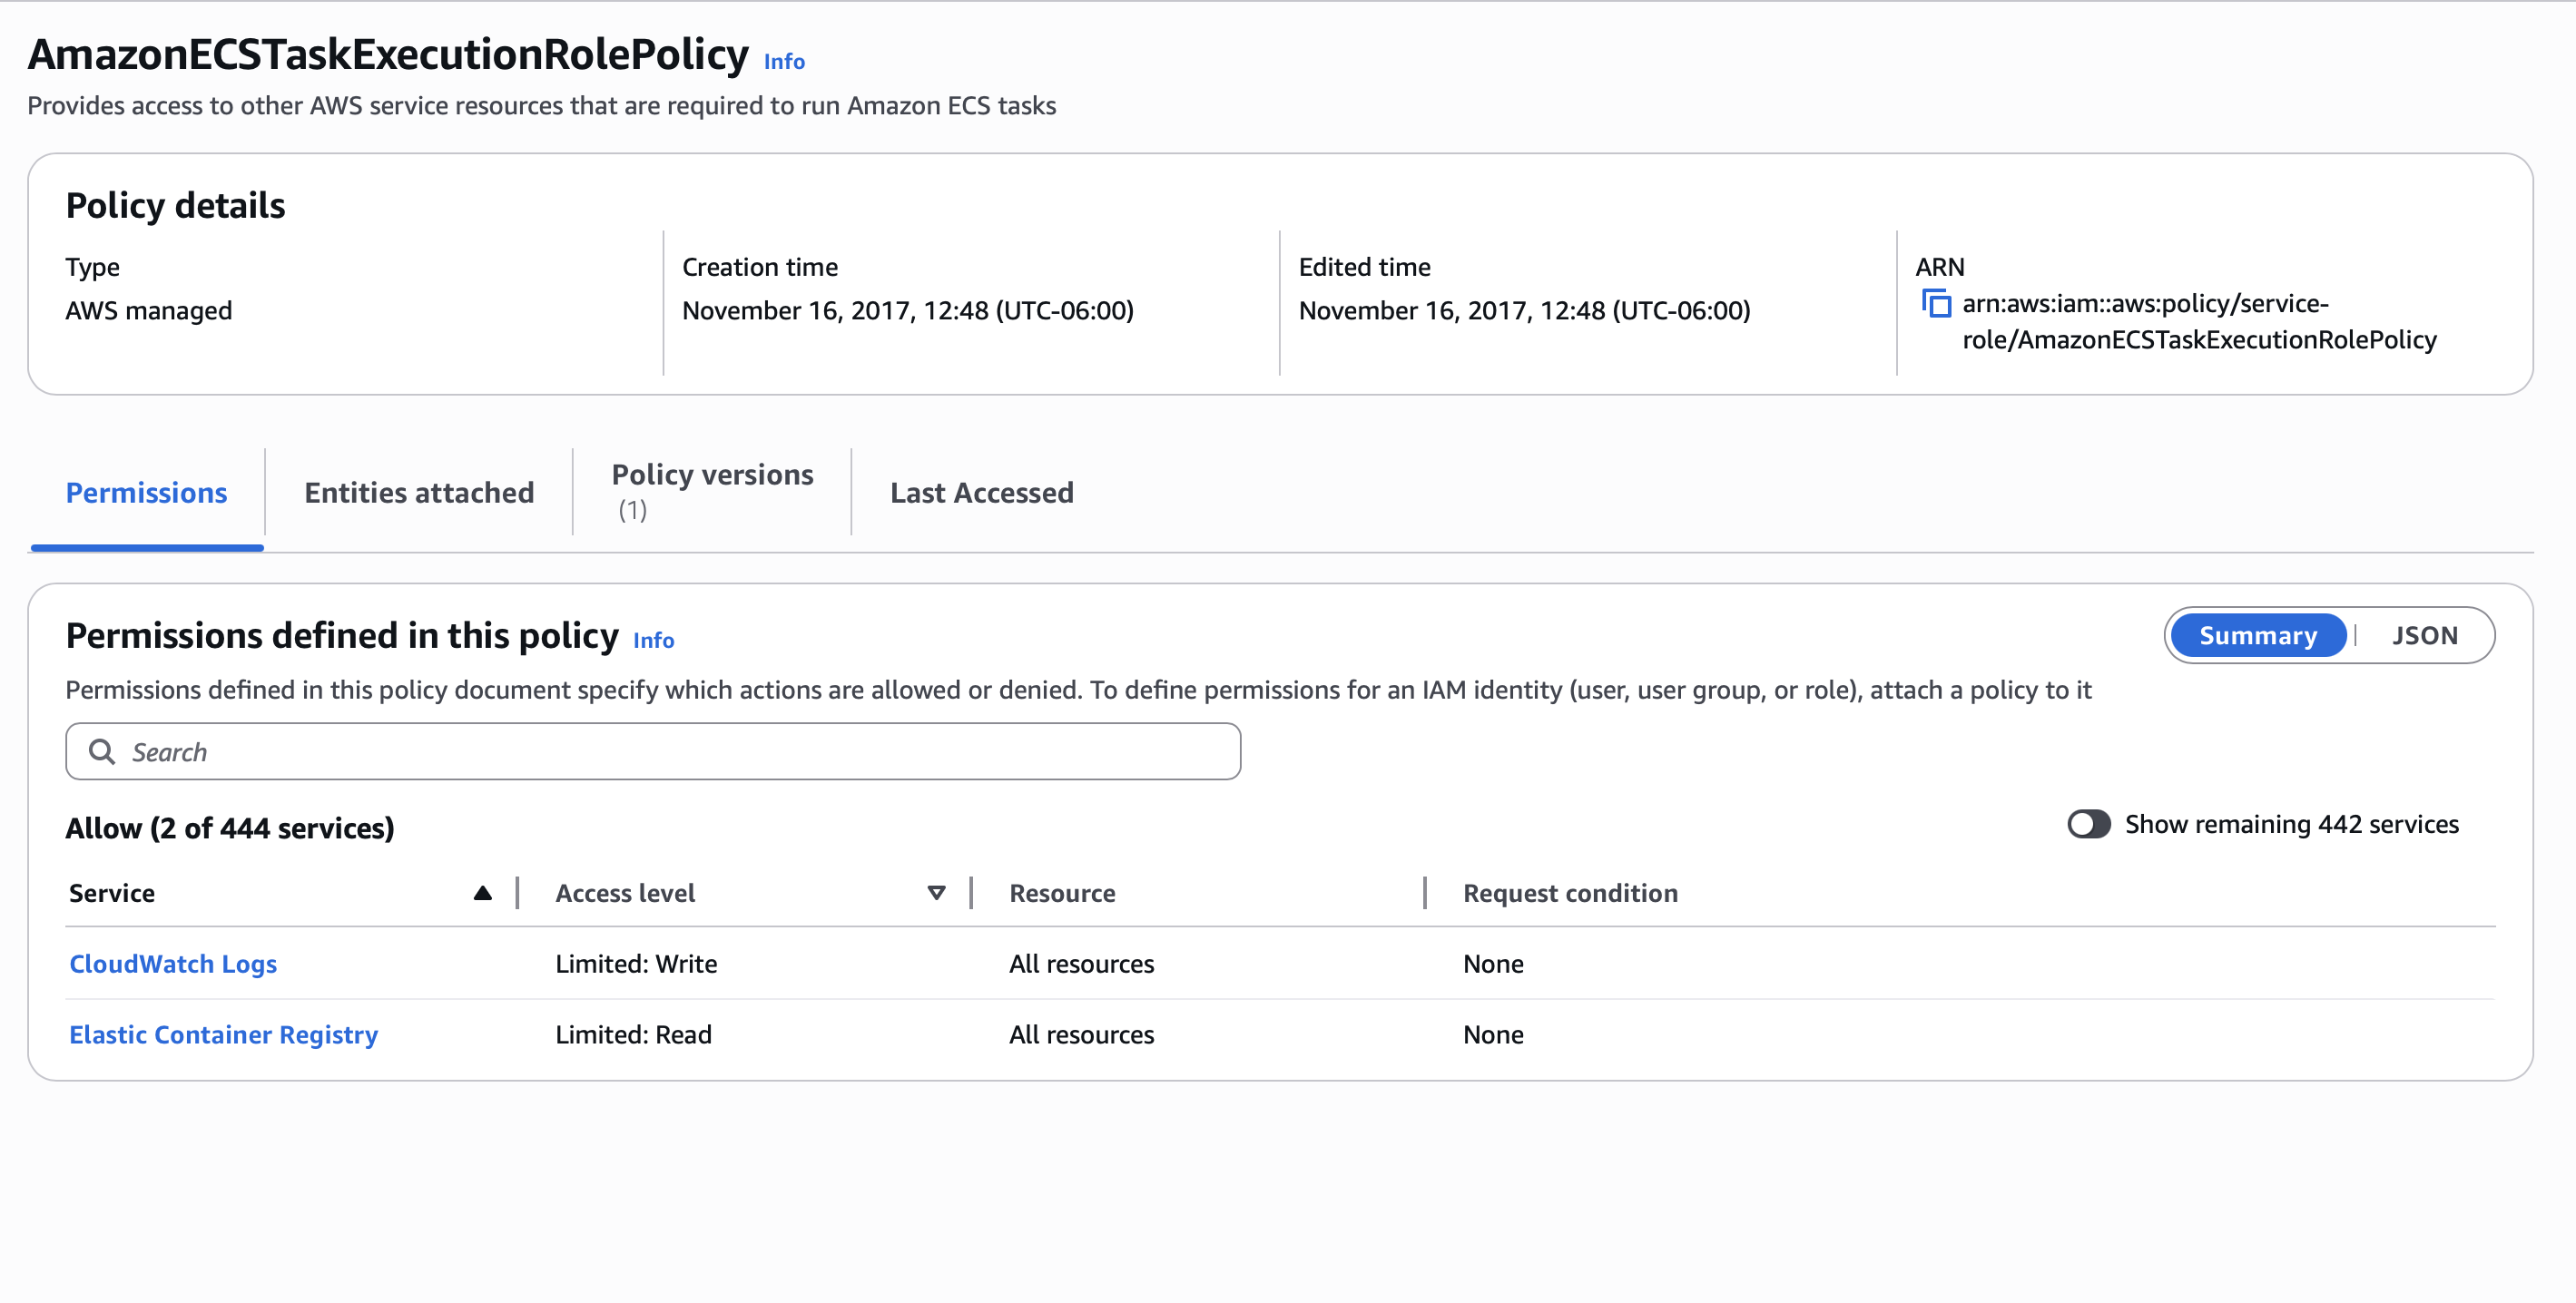 AmazonECSTaskExecutionRolePolicy Info
Provides access to other AWS service resources that are required to run Amazon ECS tasks
Policy details
Type
AWS managed
Creation time
November 16, 2017, 12:48 (UTC-06:00)
Edited time
November 16, 2017, 12:48 (UTC-06:00)
ARN
arn:aws:iam::aws:policy/service-
role/AmazonECSTaskExecutionRolePolicy
Permissions
Entities attached
Policy versions
(1)
Last Accessed
Permissions defined in this policy Info
Summary JSON
Permissions defined in this policy document specify which actions are allowed or denied. To define permissions for an IAM identity (user, user group, or role), attach a policy to it
Search
Allow (2 of 444 services)
Show remaining 442 services
Service Access level Resource Request condition
CloudWatch Logs Limited: Write All resources None
Elastic Container Registry Limited: Read All resources None